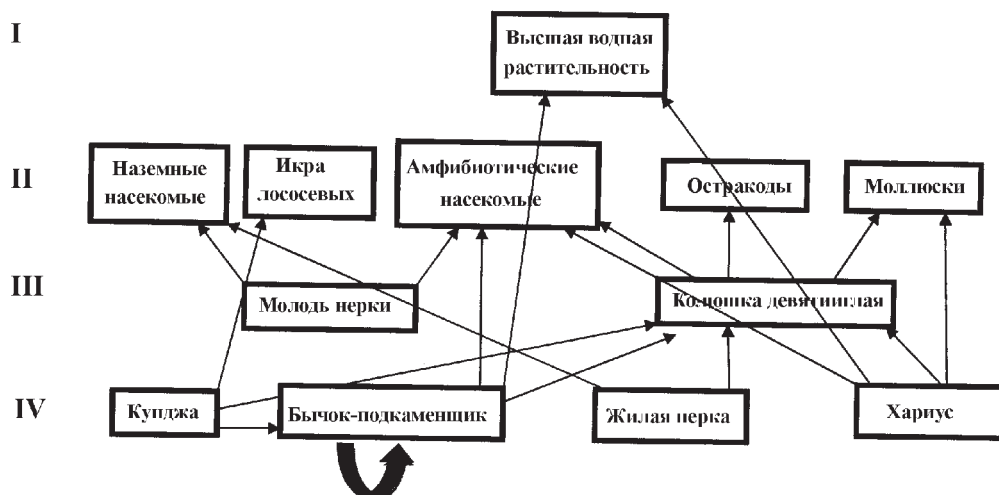 I
Высшая водная
растительность
II
Наземные
насекомые
Икра
лососевых
Амфибиотические
насекомые
Остракоды
Моллюски
III
Молодь нерки
Колюшка девятииглая
IV
Кунджа
Бычок-подкаменщик
Жилая нерка
Хариус